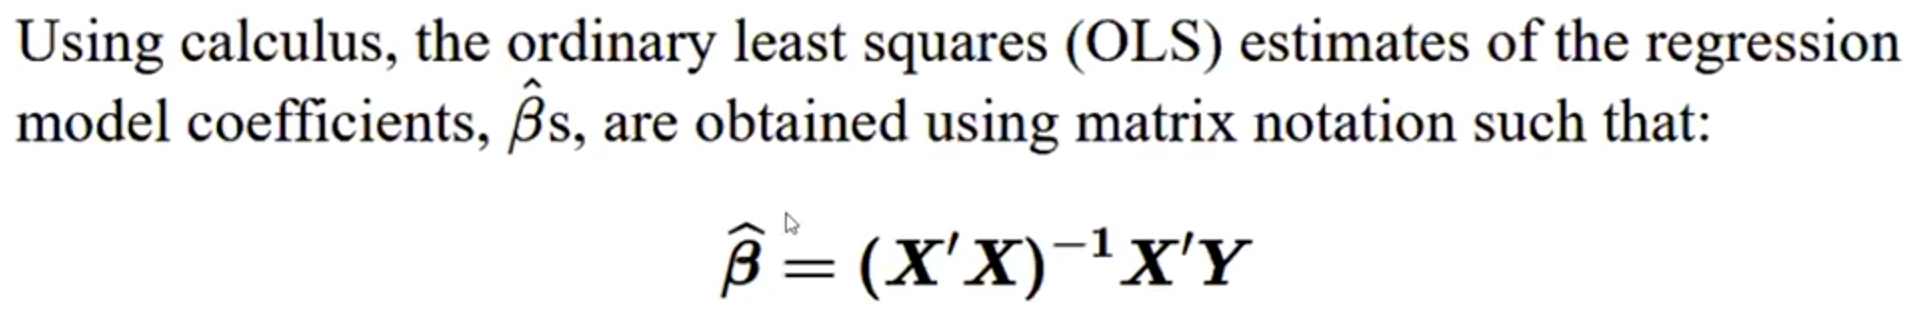 Using calculus, the ordinary least squares (OLS) estimates of the regression
model coefficients, β̂s, are obtained using matrix notation such that:
β̂ = (X′X)⁻¹X′Y